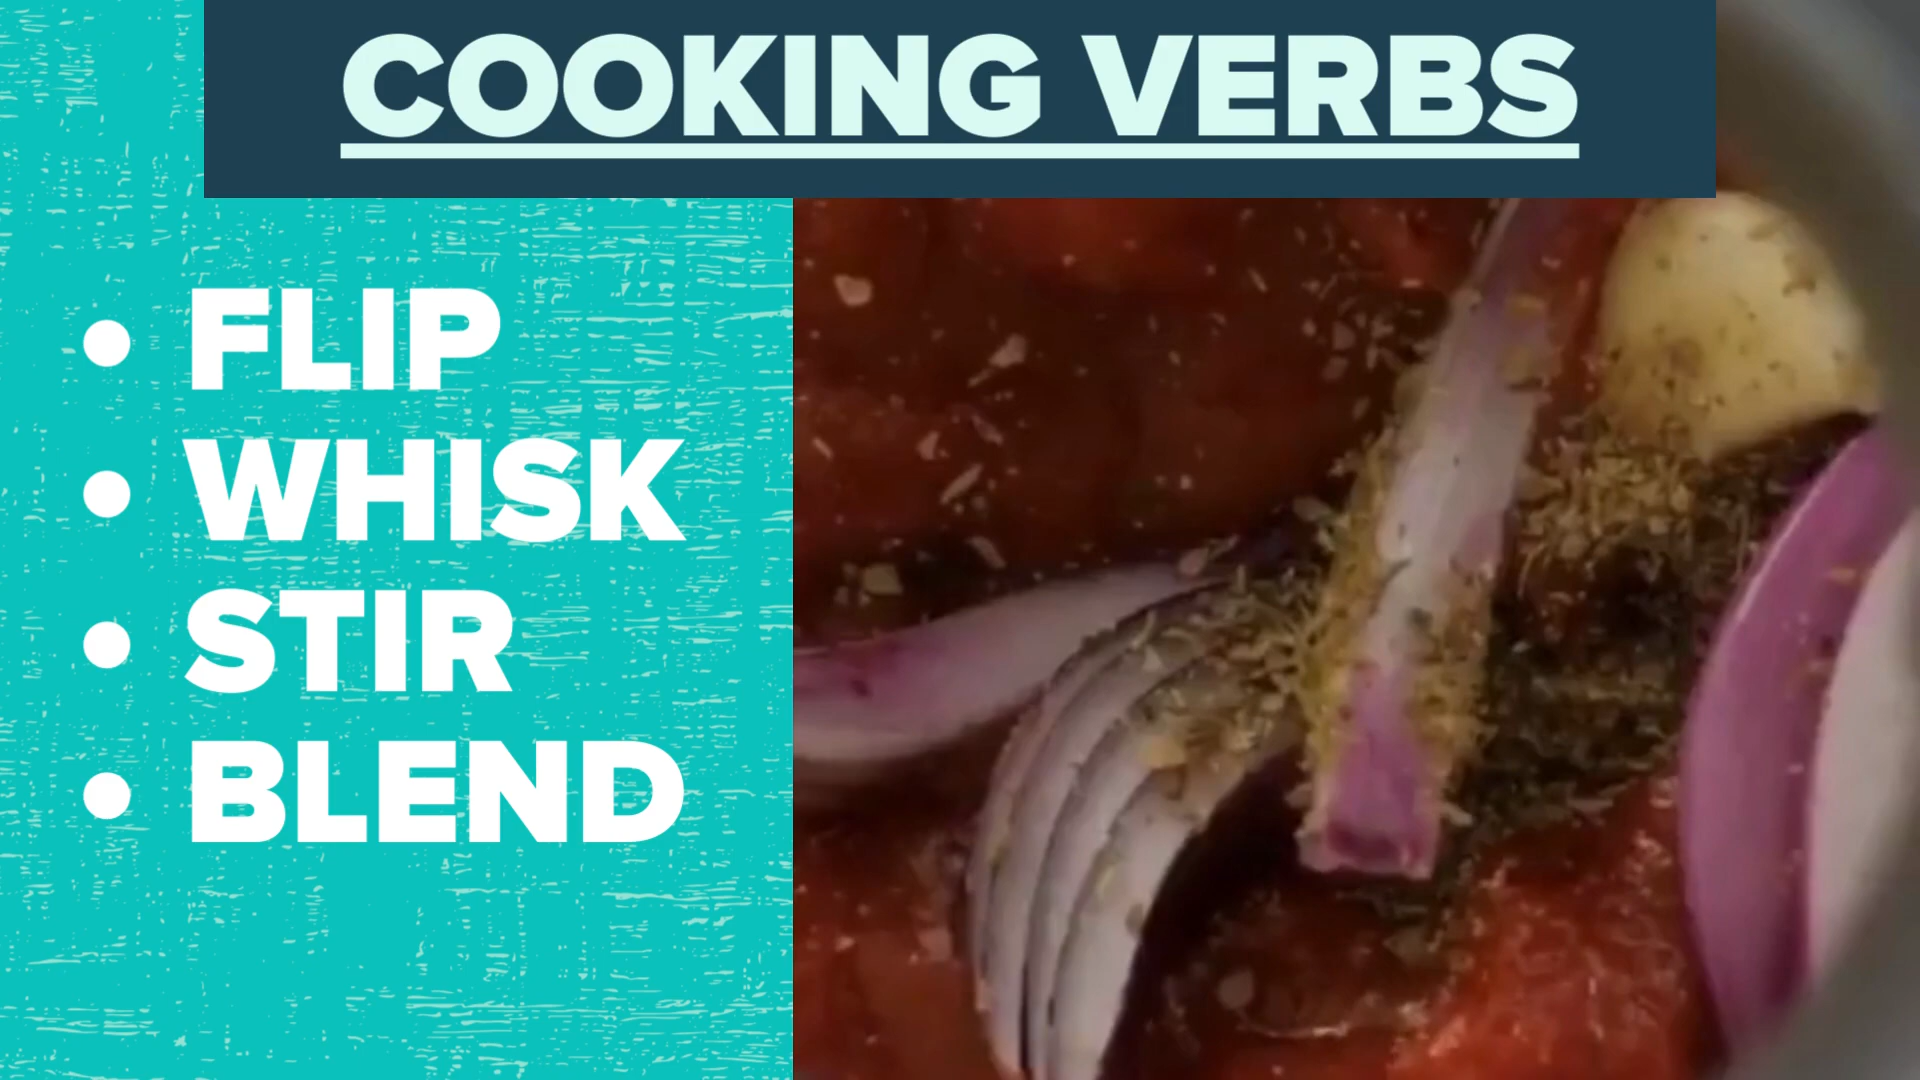 COOKING VERBS
• FLIP
• WHISK
• STIR
• BLEND